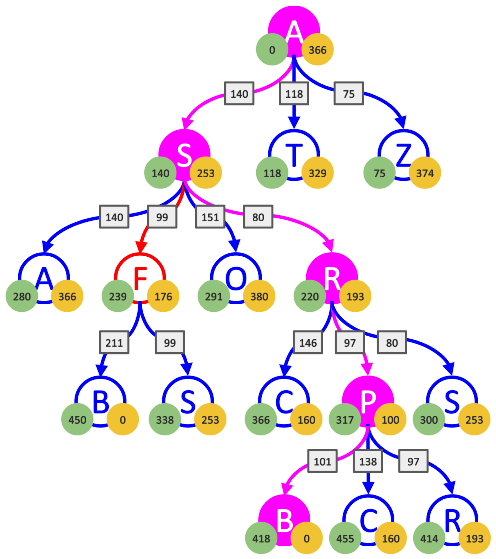 A
0 366
140 118 75
S T Z
140 253 118 329 75 374
140 99 151 80
A F O R
280 366 239 176 291 380 220 193
211 99 146 97 80
B S C P S
450 0 338 253 366 160 317 100 300 253
101 138 97
B C R
418 0 455 160 414 193